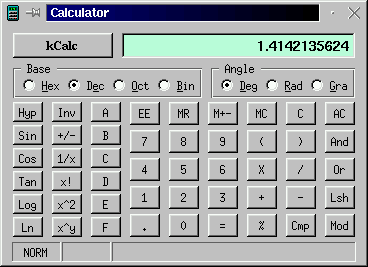 Calculator
kCalc 1.4142135624
Base Angle
Hex Dec Oct Bin Deg Rad Gra
Hyp Inv A EE MR M+- MC C AC
Sin +/- B 7 8 9 ( ) And
Cos 1/x C 4 5 6 X / Or
Tan x! D 1 2 3 + - Lsh
Log x^2 E . 0 = % Cmp Mod
Ln x^y F
NORM